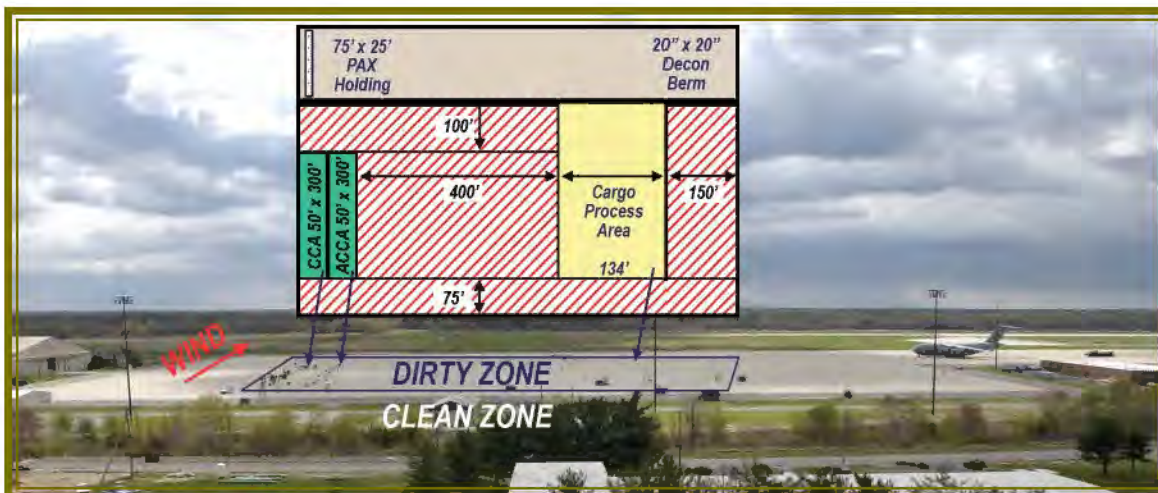 75' x 25'
PAX
Holding
20” x 20”
Decon
Berm
100'
CCA 50' x 300'
ACCA 50' x 300'
400'
Cargo
Process
Area
134'
150'
75'
WIND
DIRTY ZONE
CLEAN ZONE